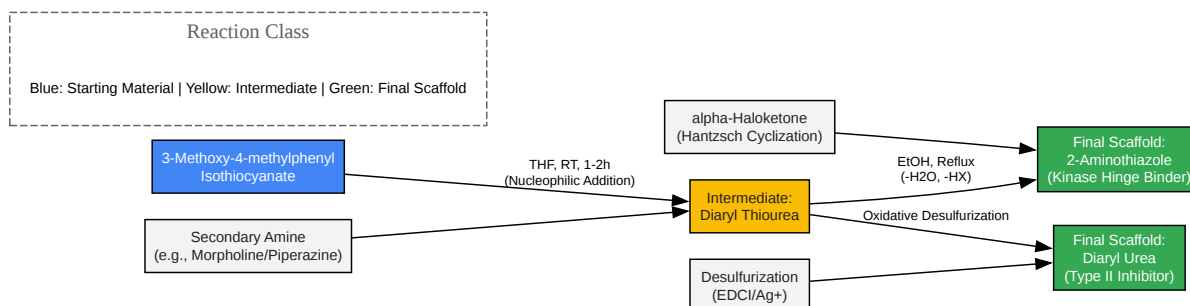 Reaction Class
Blue: Starting Material | Yellow: Intermediate | Green: Final Scaffold
3-Methoxy-4-methylphenyl
Isothiocyanate
Secondary Amine
(e.g., Morpholine/Piperazine)
THF, RT, 1-2h
(Nucleophilic Addition)
alpha-Haloketone
(Hantzsch Cyclization)
Intermediate:
Diaryl Thiourea
Desulfurization
(EDCI/Ag+)
EtOH, Reflux
(-H2O, -HX)
Oxidative Desulfurization
Final Scaffold:
2-Aminothiazole
(Kinase Hinge Binder)
Final Scaffold:
Diaryl Urea
(Type II Inhibitor)